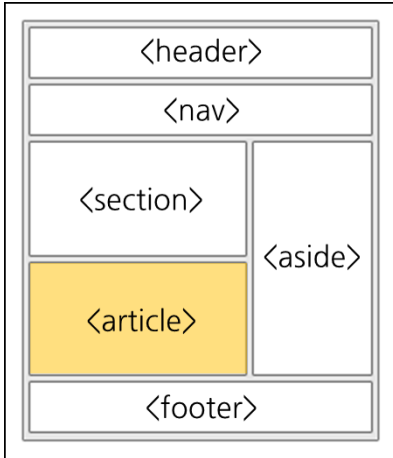 <header>
<nav>
<section>
<aside>
<article>
<footer>